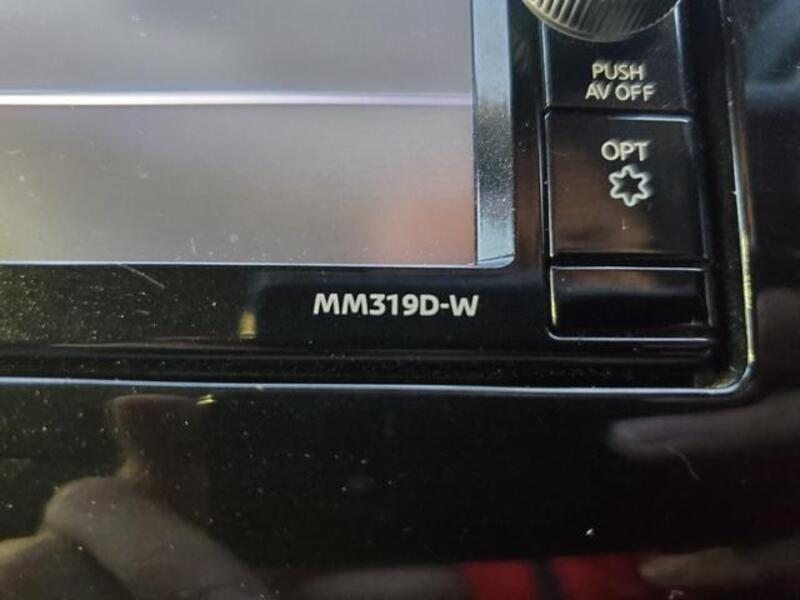 PUSH
AV OFF
OPT
MM319D-W